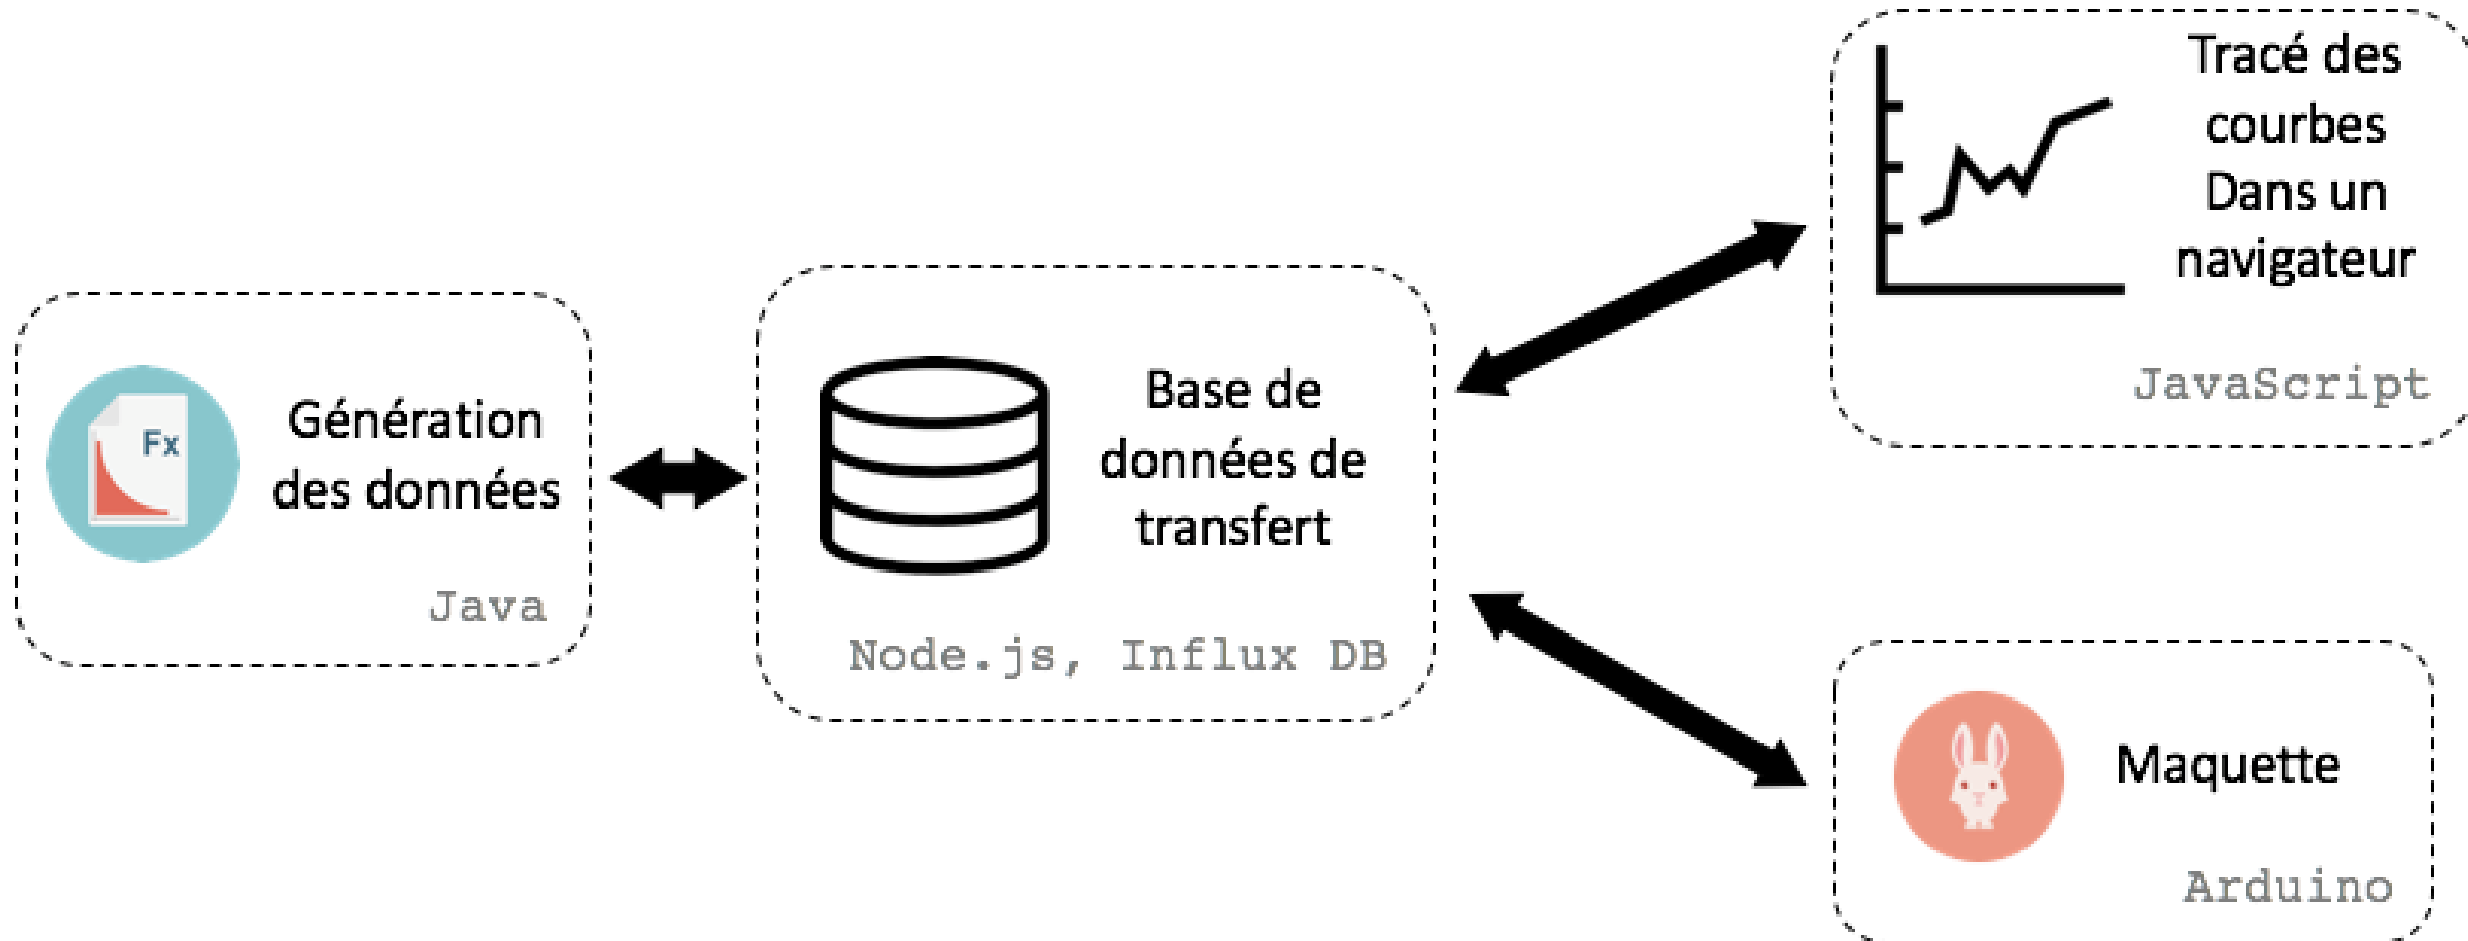 Fx
Génération
des données
Java
Base de
données de
transfert
Node.js, Influx DB
Tracé des
courbes
Dans un
navigateur
JavaScript
Maquette
Arduino